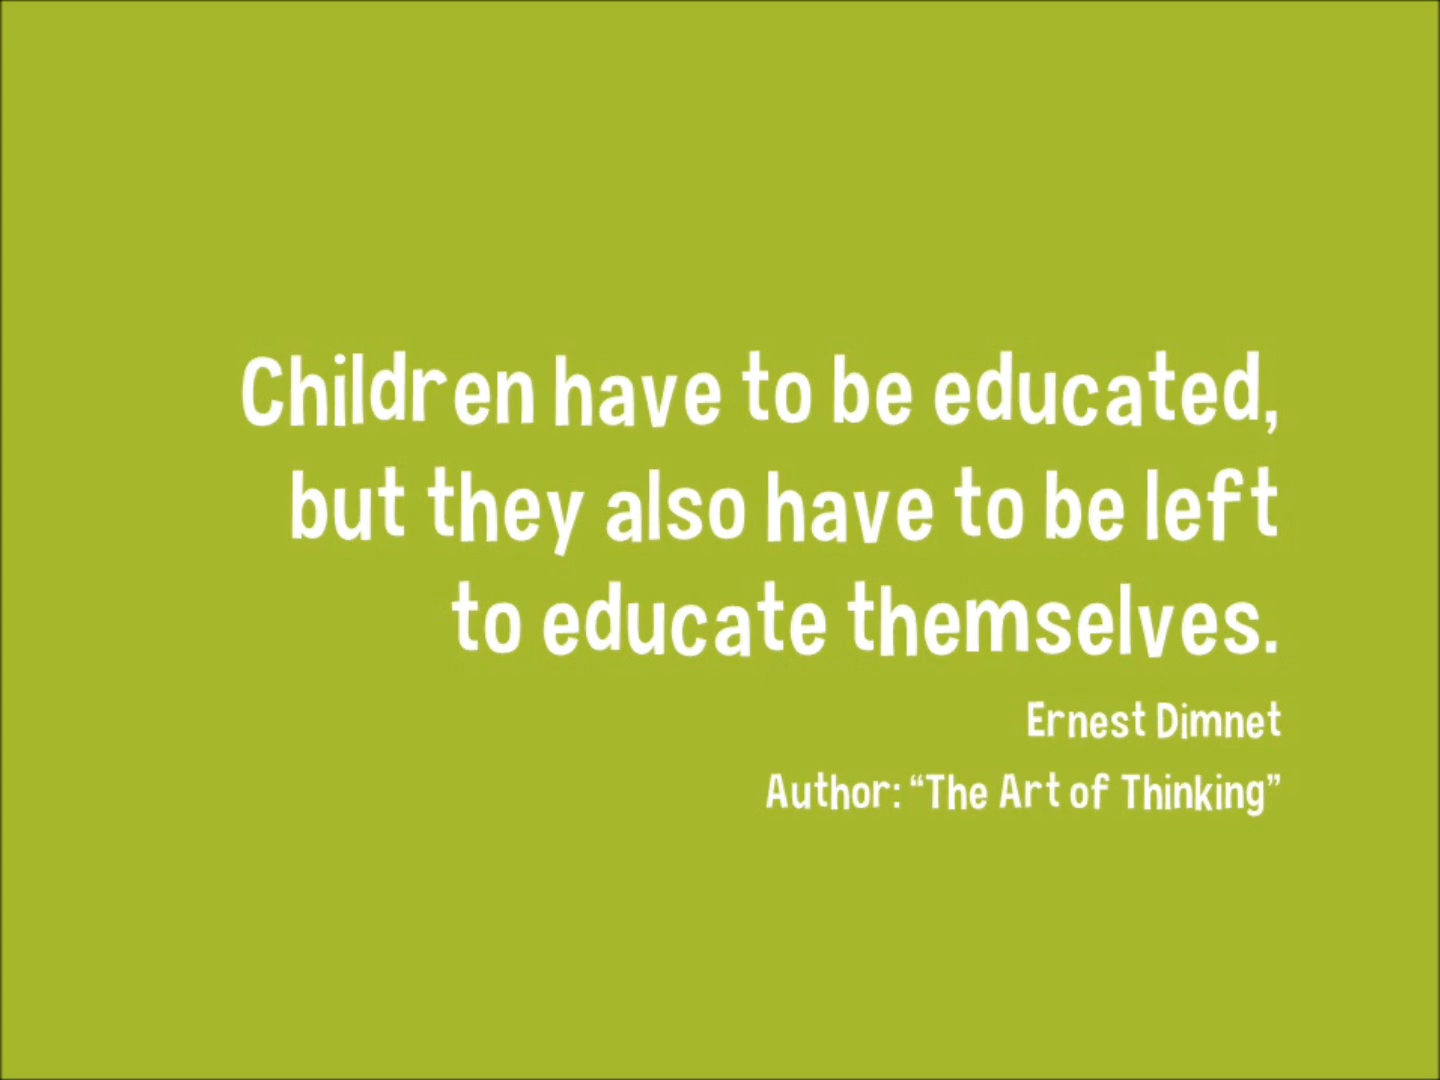 Children have to be educated,
but they also have to be left
to educate themselves.
Ernest Dimnet
Author: “The Art of Thinking”